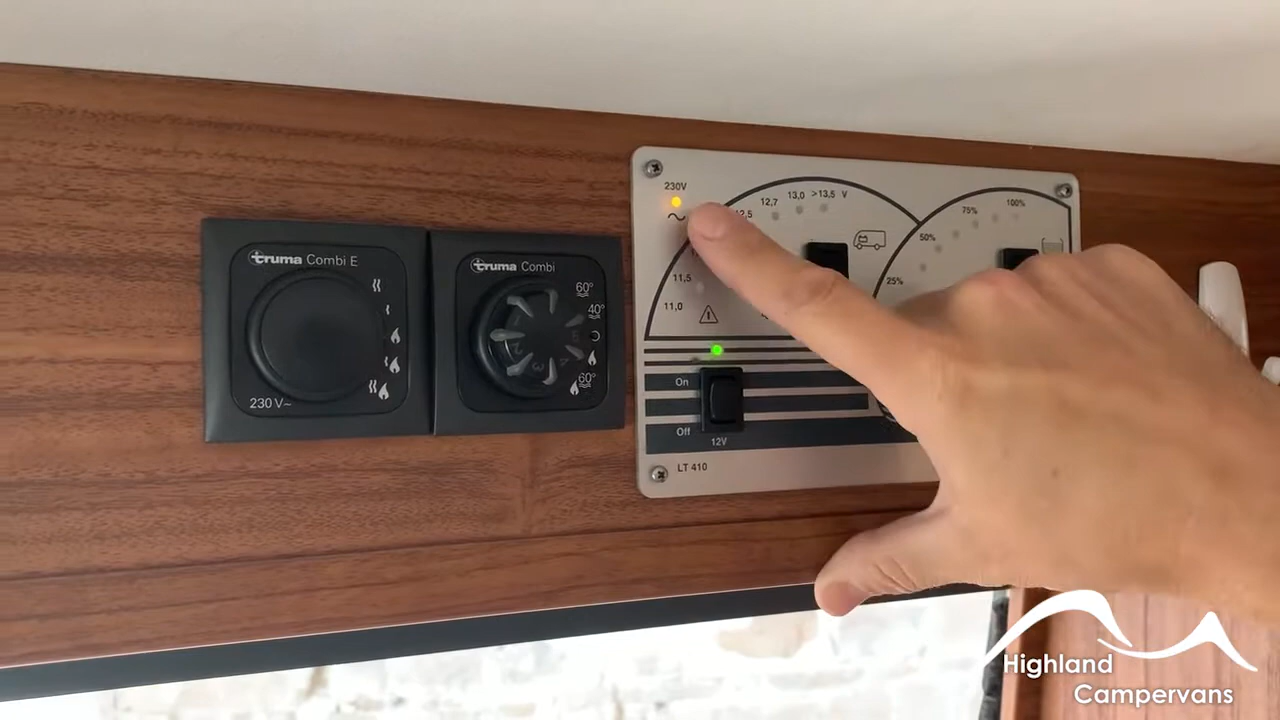 truma Combi E
230 V~
truma Combi
60°
40°
60°
230V
11,0
11,5
12,5
12,7
13,0
>13,5 V
25%
50%
75%
100%
On
Off
12V
LT 410
Highland
Campervans